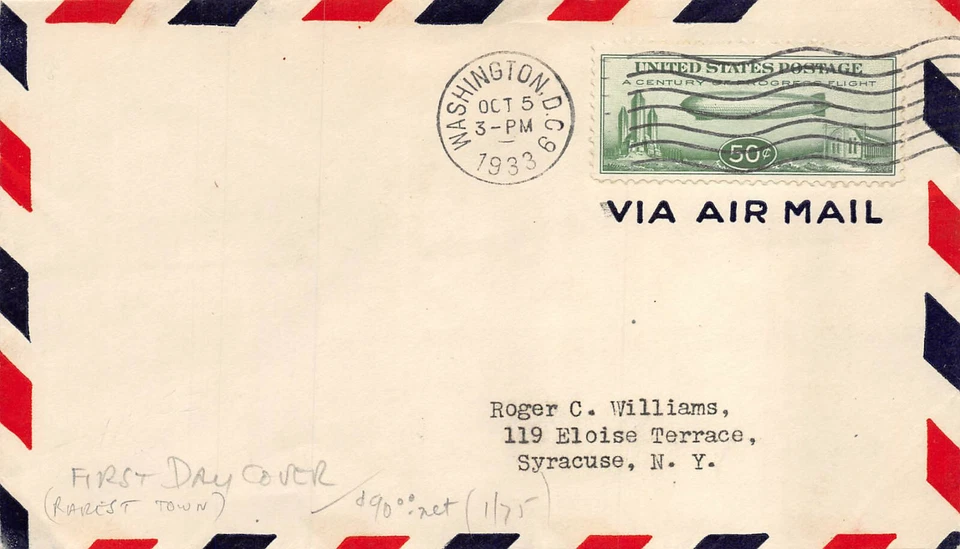 WASHINGTON, D.C. 9
OCT 5
3-PM
1933
UNITED STATES POSTAGE
A CENTURY OF PROGRESS FLIGHT
50¢
VIA AIR MAIL
Roger C. Williams,
119 Eloise Terrace,
Syracuse, N. Y.
FIRST DAY COVER
(RAREST TOWN)
$90.00 net (1/75)